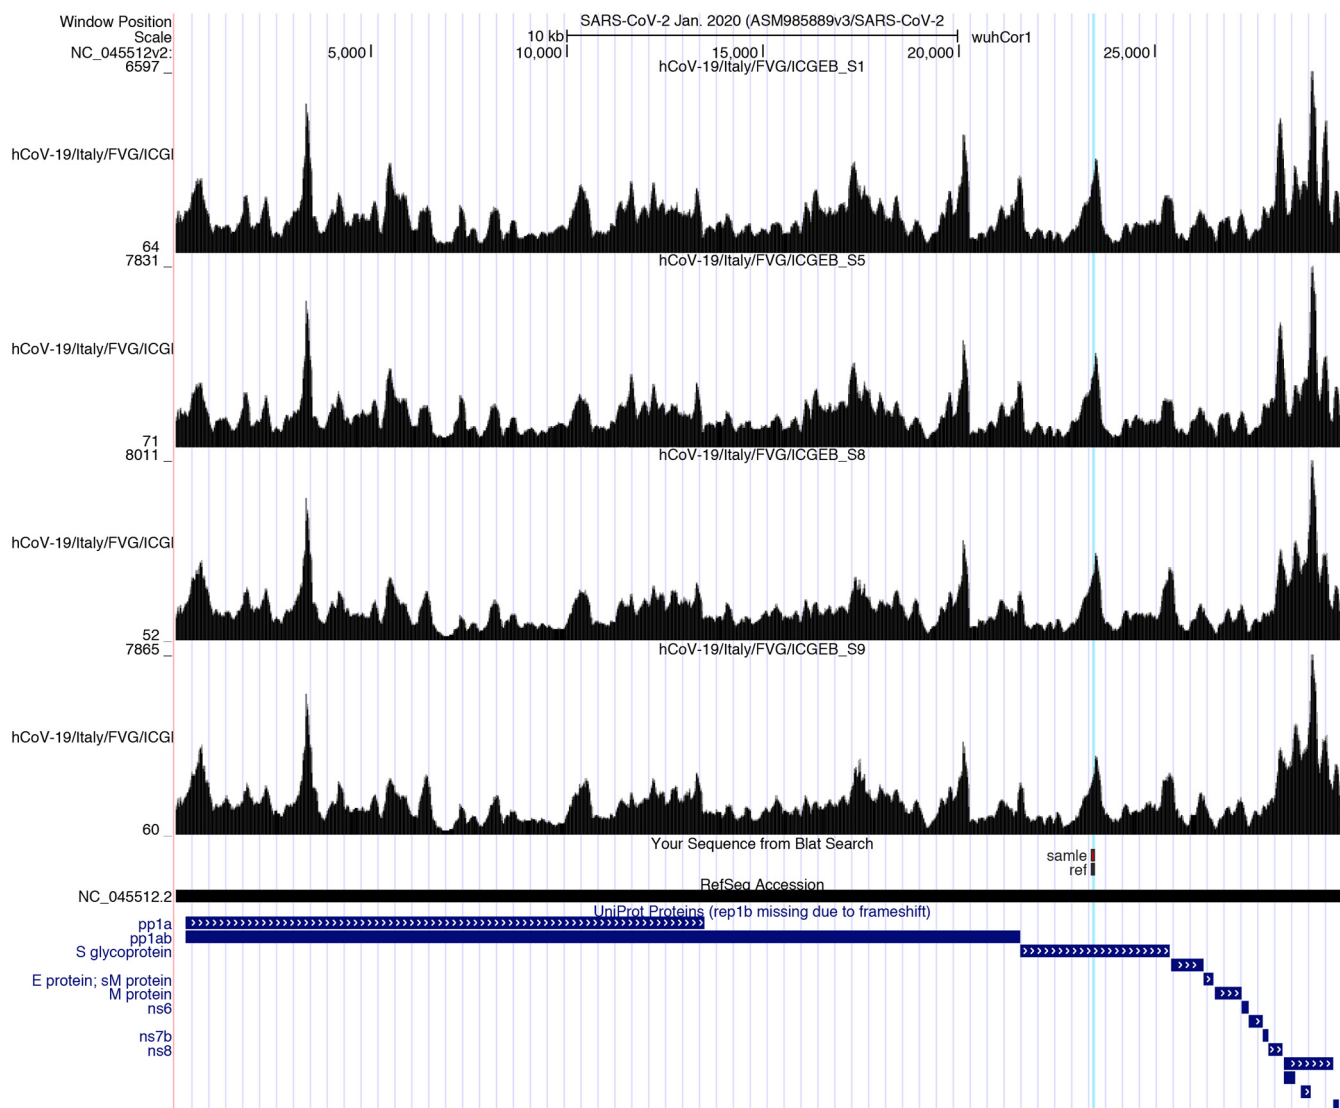 Window Position SARS-CoV-2 Jan. 2020 (ASM985889v3/SARS-CoV-2
Scale 10 kb wuhCor1
NC_045512v2: 5,000 10,000 15,000 20,000 25,000
6597 _ hCoV-19/Italy/FVG/ICGEB_S1
hCoV-19/Italy/FVG/ICGI
64 _
7831 _ hCoV-19/Italy/FVG/ICGEB_S5
hCoV-19/Italy/FVG/ICGI
71 _
8011 _ hCoV-19/Italy/FVG/ICGEB_S8
hCoV-19/Italy/FVG/ICGI
52 _
7865 _ hCoV-19/Italy/FVG/ICGEB_S9
hCoV-19/Italy/FVG/ICGI
60 _
Your Sequence from Blat Search
samle
ref
RefSeq Accession
NC_045512.2
UniProt Proteins (rep1b missing due to frameshift)
pp1a
pp1ab
S glycoprotein
E protein; sM protein
M protein
ns6
ns7b
ns8